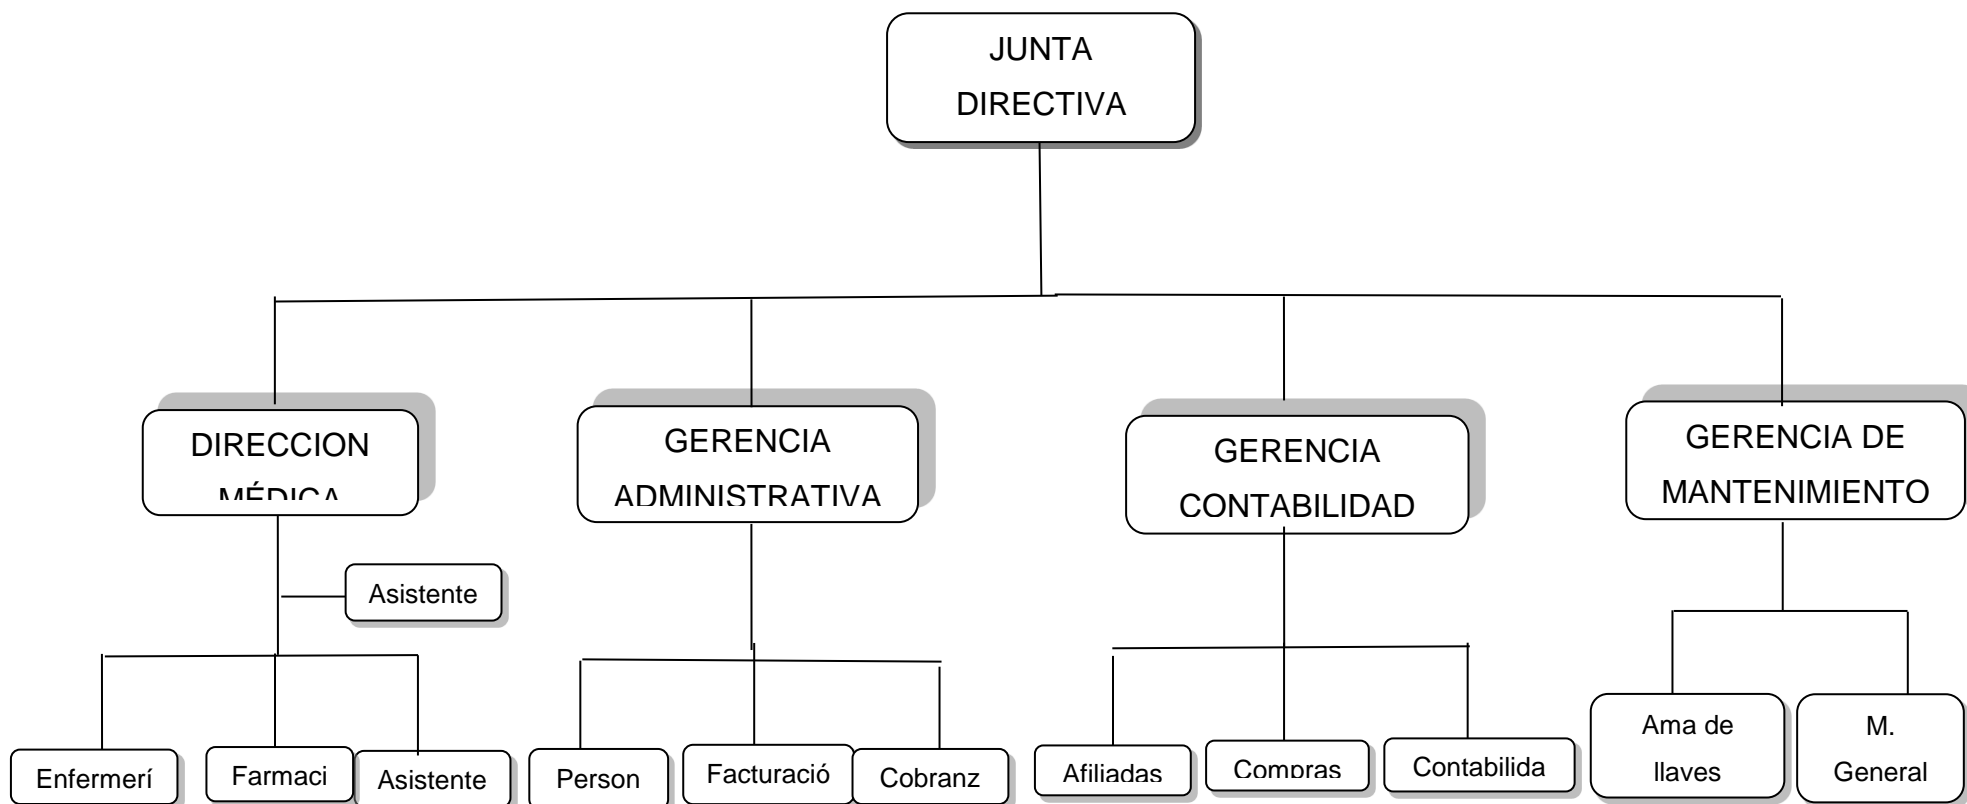 JUNTA
DIRECTIVA
DIRECCION
MÉDICA
GERENCIA
ADMINISTRATIVA
GERENCIA
CONTABILIDAD
GERENCIA DE
MANTENIMIENTO
Asistente
Enfermerí
Farmaci
Asistente
Person
Facturació
Cobranz
Afiliadas
Compras
Contabilida
Ama de
llaves
M.
General